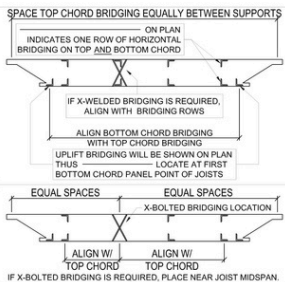 SPACE TOP CHORD BRIDGING EQUALLY BETWEEN SUPPORTS
ON PLAN
INDICATES ONE ROW OF HORIZONTAL
BRIDGING ON TOP AND BOTTOM CHORD
IF X-WELDED BRIDGING IS REQUIRED,
ALIGN WITH BRIDGING ROWS
ALIGN BOTTOM CHORD BRIDGING
WITH TOP CHORD BRIDGING
UPLIFT BRIDGING WILL BE SHOWN ON PLAN
THUS LOCATE AT FIRST
BOTTOM CHORD PANEL POINT OF JOISTS
EQUAL SPACES EQUAL SPACES
X-BOLTED BRIDGING LOCATION
ALIGN W/ ALIGN W/
TOP CHORD TOP CHORD
IF X-BOLTED BRIDGING IS REQUIRED, PLACE NEAR JOIST MIDSPAN.